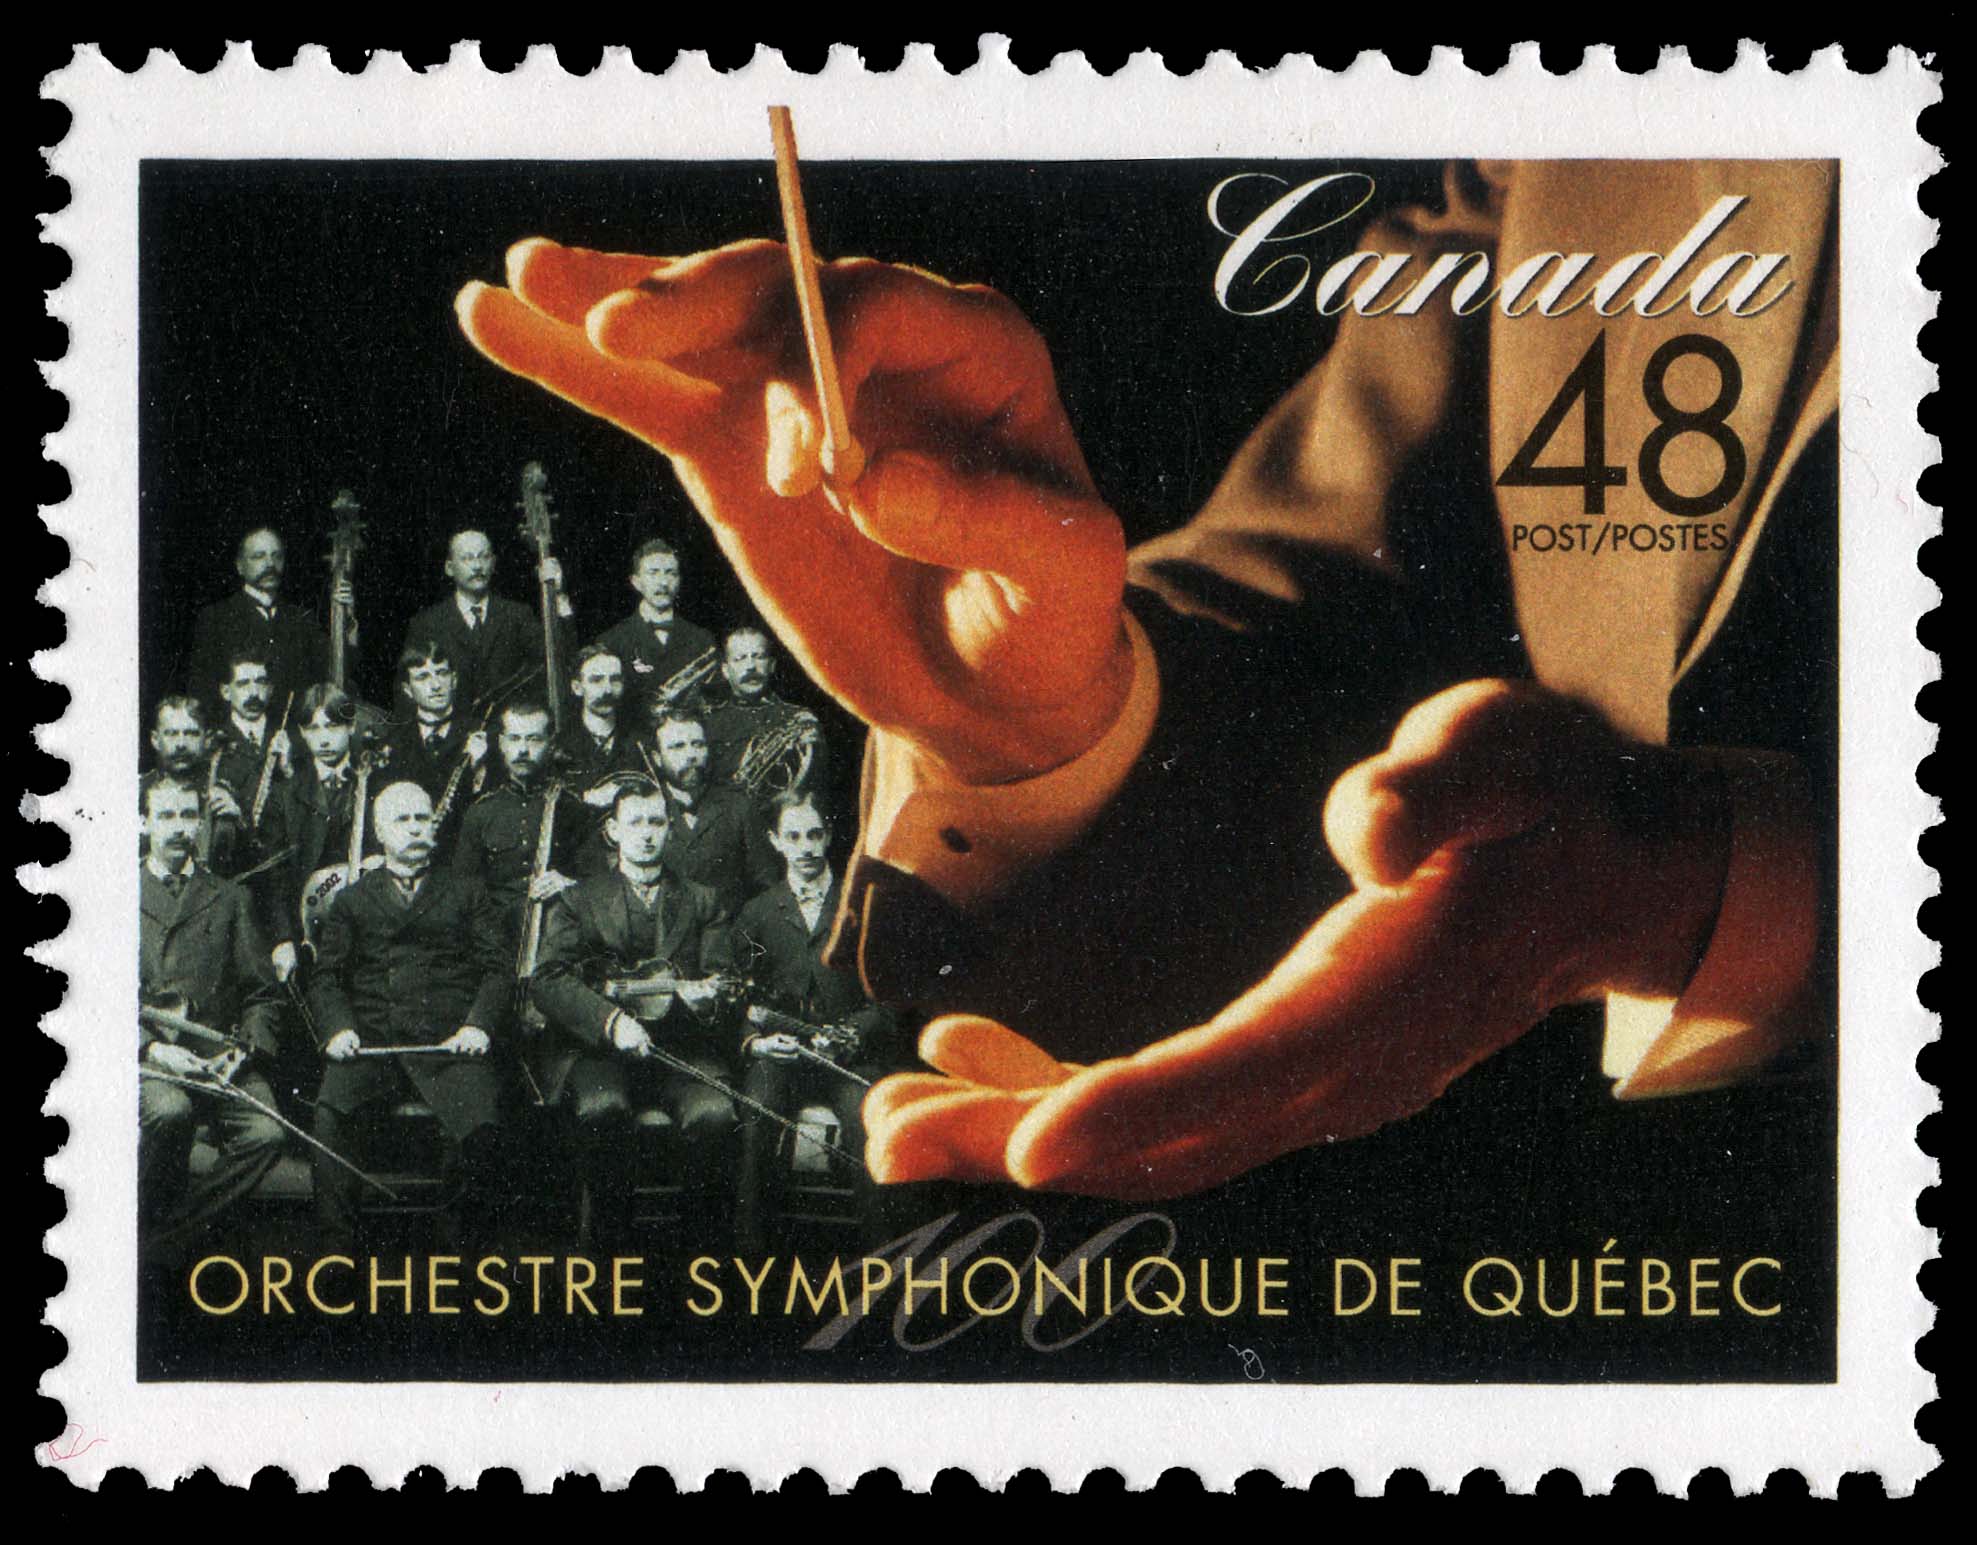 Canada
48
POST/POSTES
© 2002
100
ORCHESTRE SYMPHONIQUE DE QUÉBEC